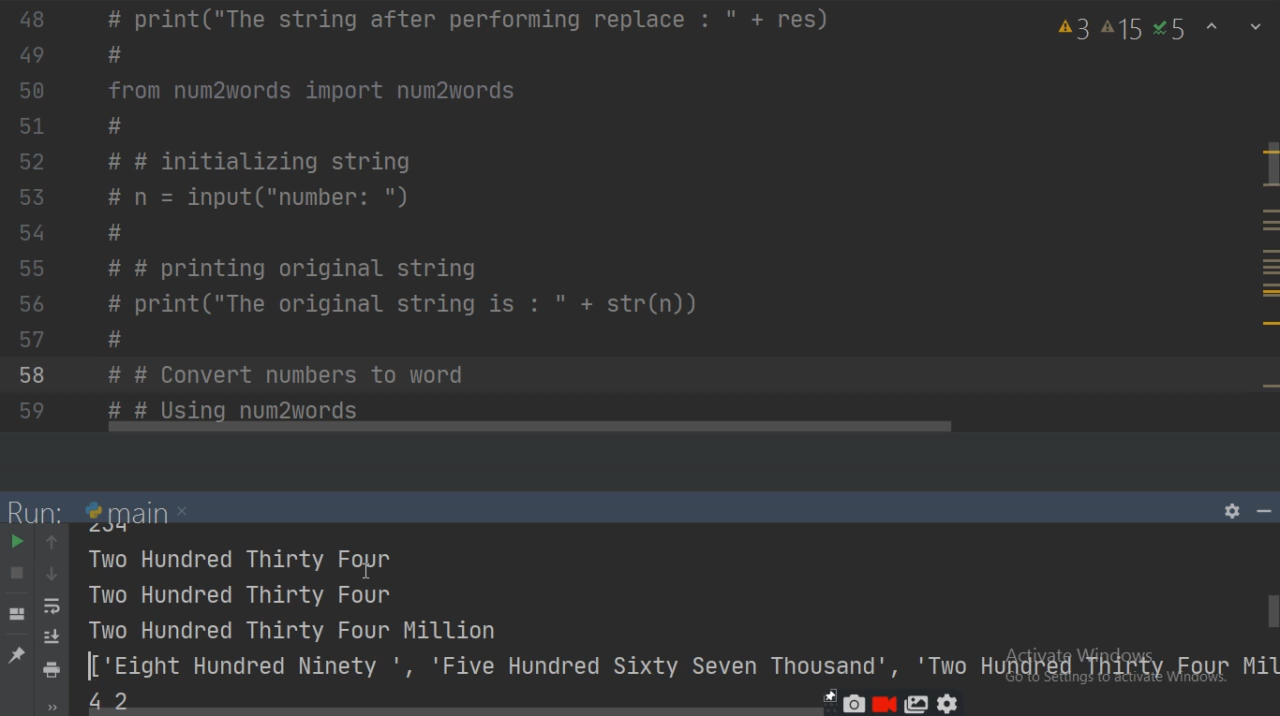 48 # print("The string after performing replace : " + res)
3 15 5
49 #
50 from num2words import num2words
51 #
52 # # initializing string
53 # n = input("number: ")
54 #
55 # # printing original string
56 # print("The original string is : " + str(n))
57 #
58 # # Convert numbers to word
59 # # Using num2words
Run: main ×
234
Two Hundred Thirty Four
Two Hundred Thirty Four
Two Hundred Thirty Four Million
['Eight Hundred Ninety ', 'Five Hundred Sixty Seven Thousand', 'Two Hundred Thirty Four Mil
Activate Windows
Go to Settings to activate Windows.
4 2